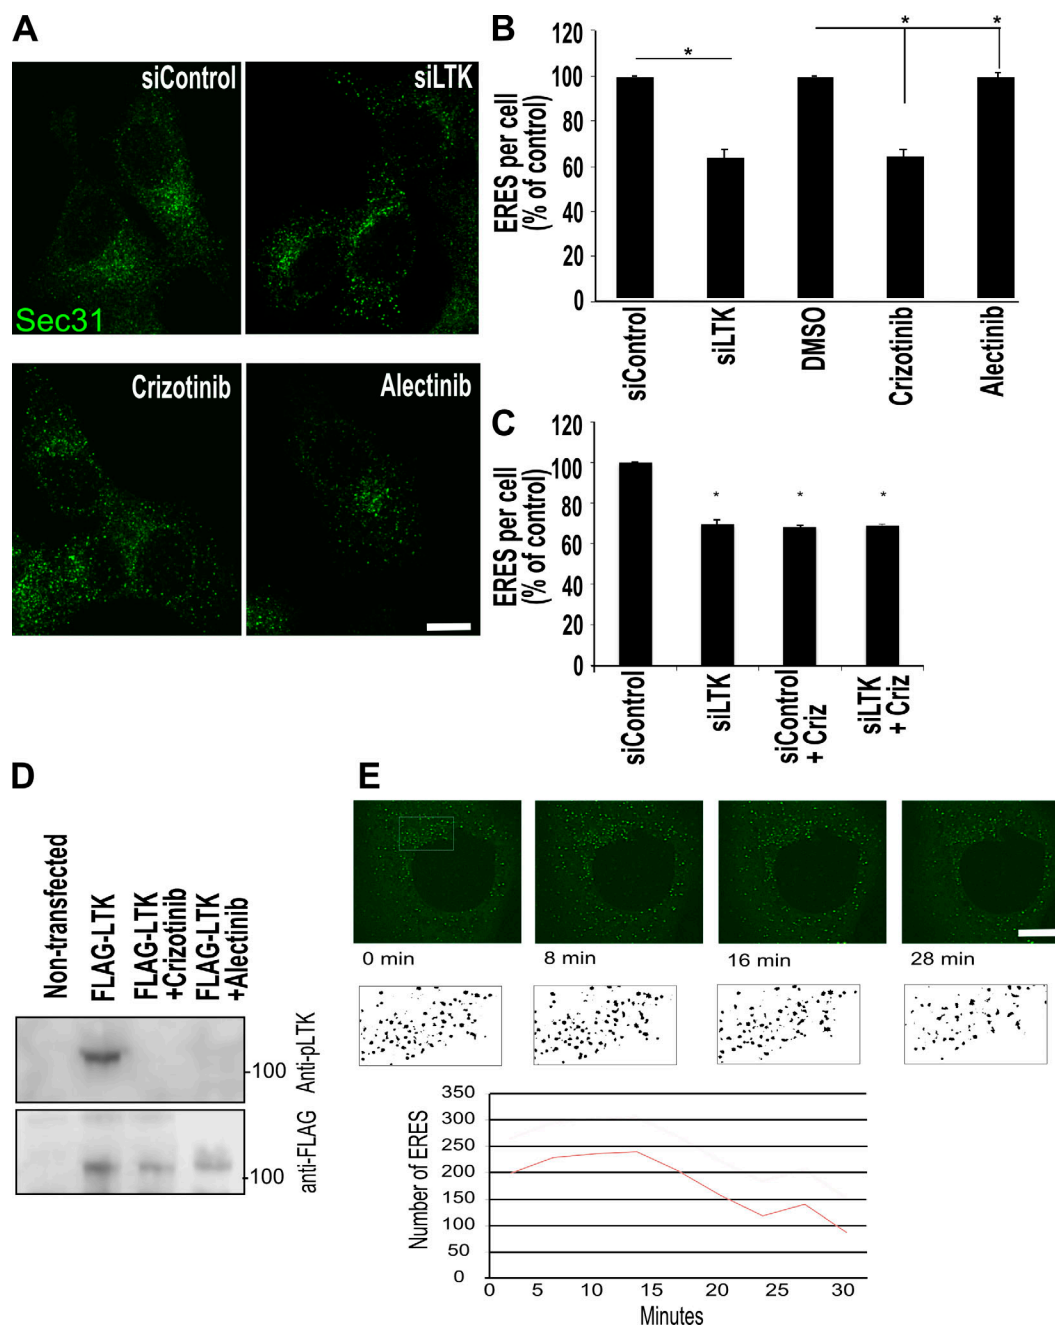 A
siControl
siLTK
Sec31
Crizotinib
Alectinib
B
ERES per cell
(% of control)
120
100
80
60
40
20
0
*
*
*
siControl
siLTK
DMSO
Crizotinib
Alectinib
C
ERES per cell
(% of control)
120
100
80
60
40
20
0
*
*
*
siControl
siLTK
siControl
+ Criz
siLTK
+ Criz
D
Non-transfected
FLAG-LTK
FLAG-LTK
+Crizotinib
FLAG-LTK
+Alectinib
-100
Anti-pLTK
-100
anti-FLAG
E
0 min
8 min
16 min
28 min
Number of ERES
350
300
250
200
150
100
50
0
0 5 10 15 20 25 30
Minutes